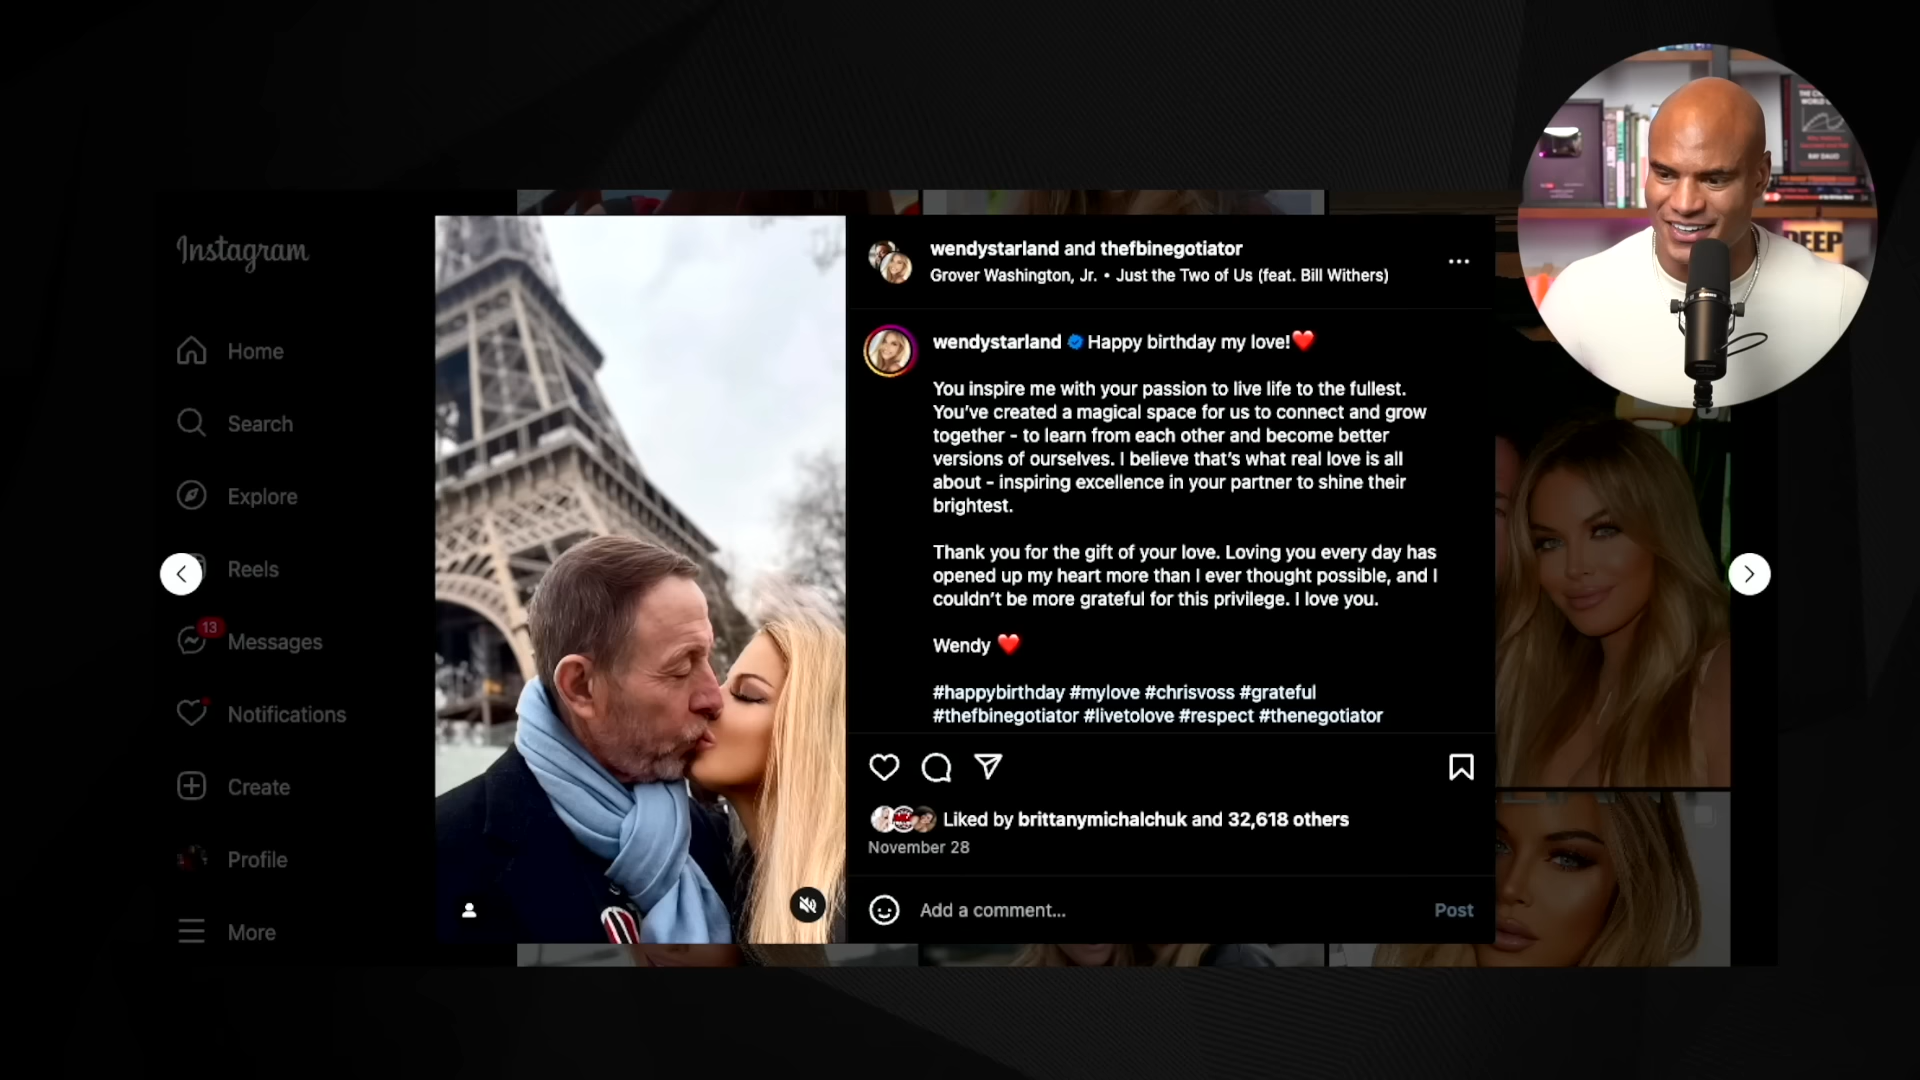 Instagram
Home
Search
Explore
Reels
13
Messages
Notifications
Create
Profile
More
wendystarland and thefbinegotiator
Grover Washington, Jr. • Just the Two of Us (feat. Bill Withers)
wendystarland Happy birthday my love!❤️
You inspire me with your passion to live life to the fullest.
You’ve created a magical space for us to connect and grow
together - to learn from each other and become better
versions of ourselves. I believe that’s what real love is all
about - inspiring excellence in your partner to shine their
brightest.
Thank you for the gift of your love. Loving you every day has
opened up my heart more than I ever thought possible, and I
couldn’t be more grateful for this privilege. I love you.
Wendy ❤️
#happybirthday #mylove #chrisvoss #grateful
#thefbinegotiator #livetolove #respect #thenegotiator
Liked by brittanymichalchuk and 32,618 others
November 28
Add a comment...
Post
WORLD
RAY DALIO
DEEP